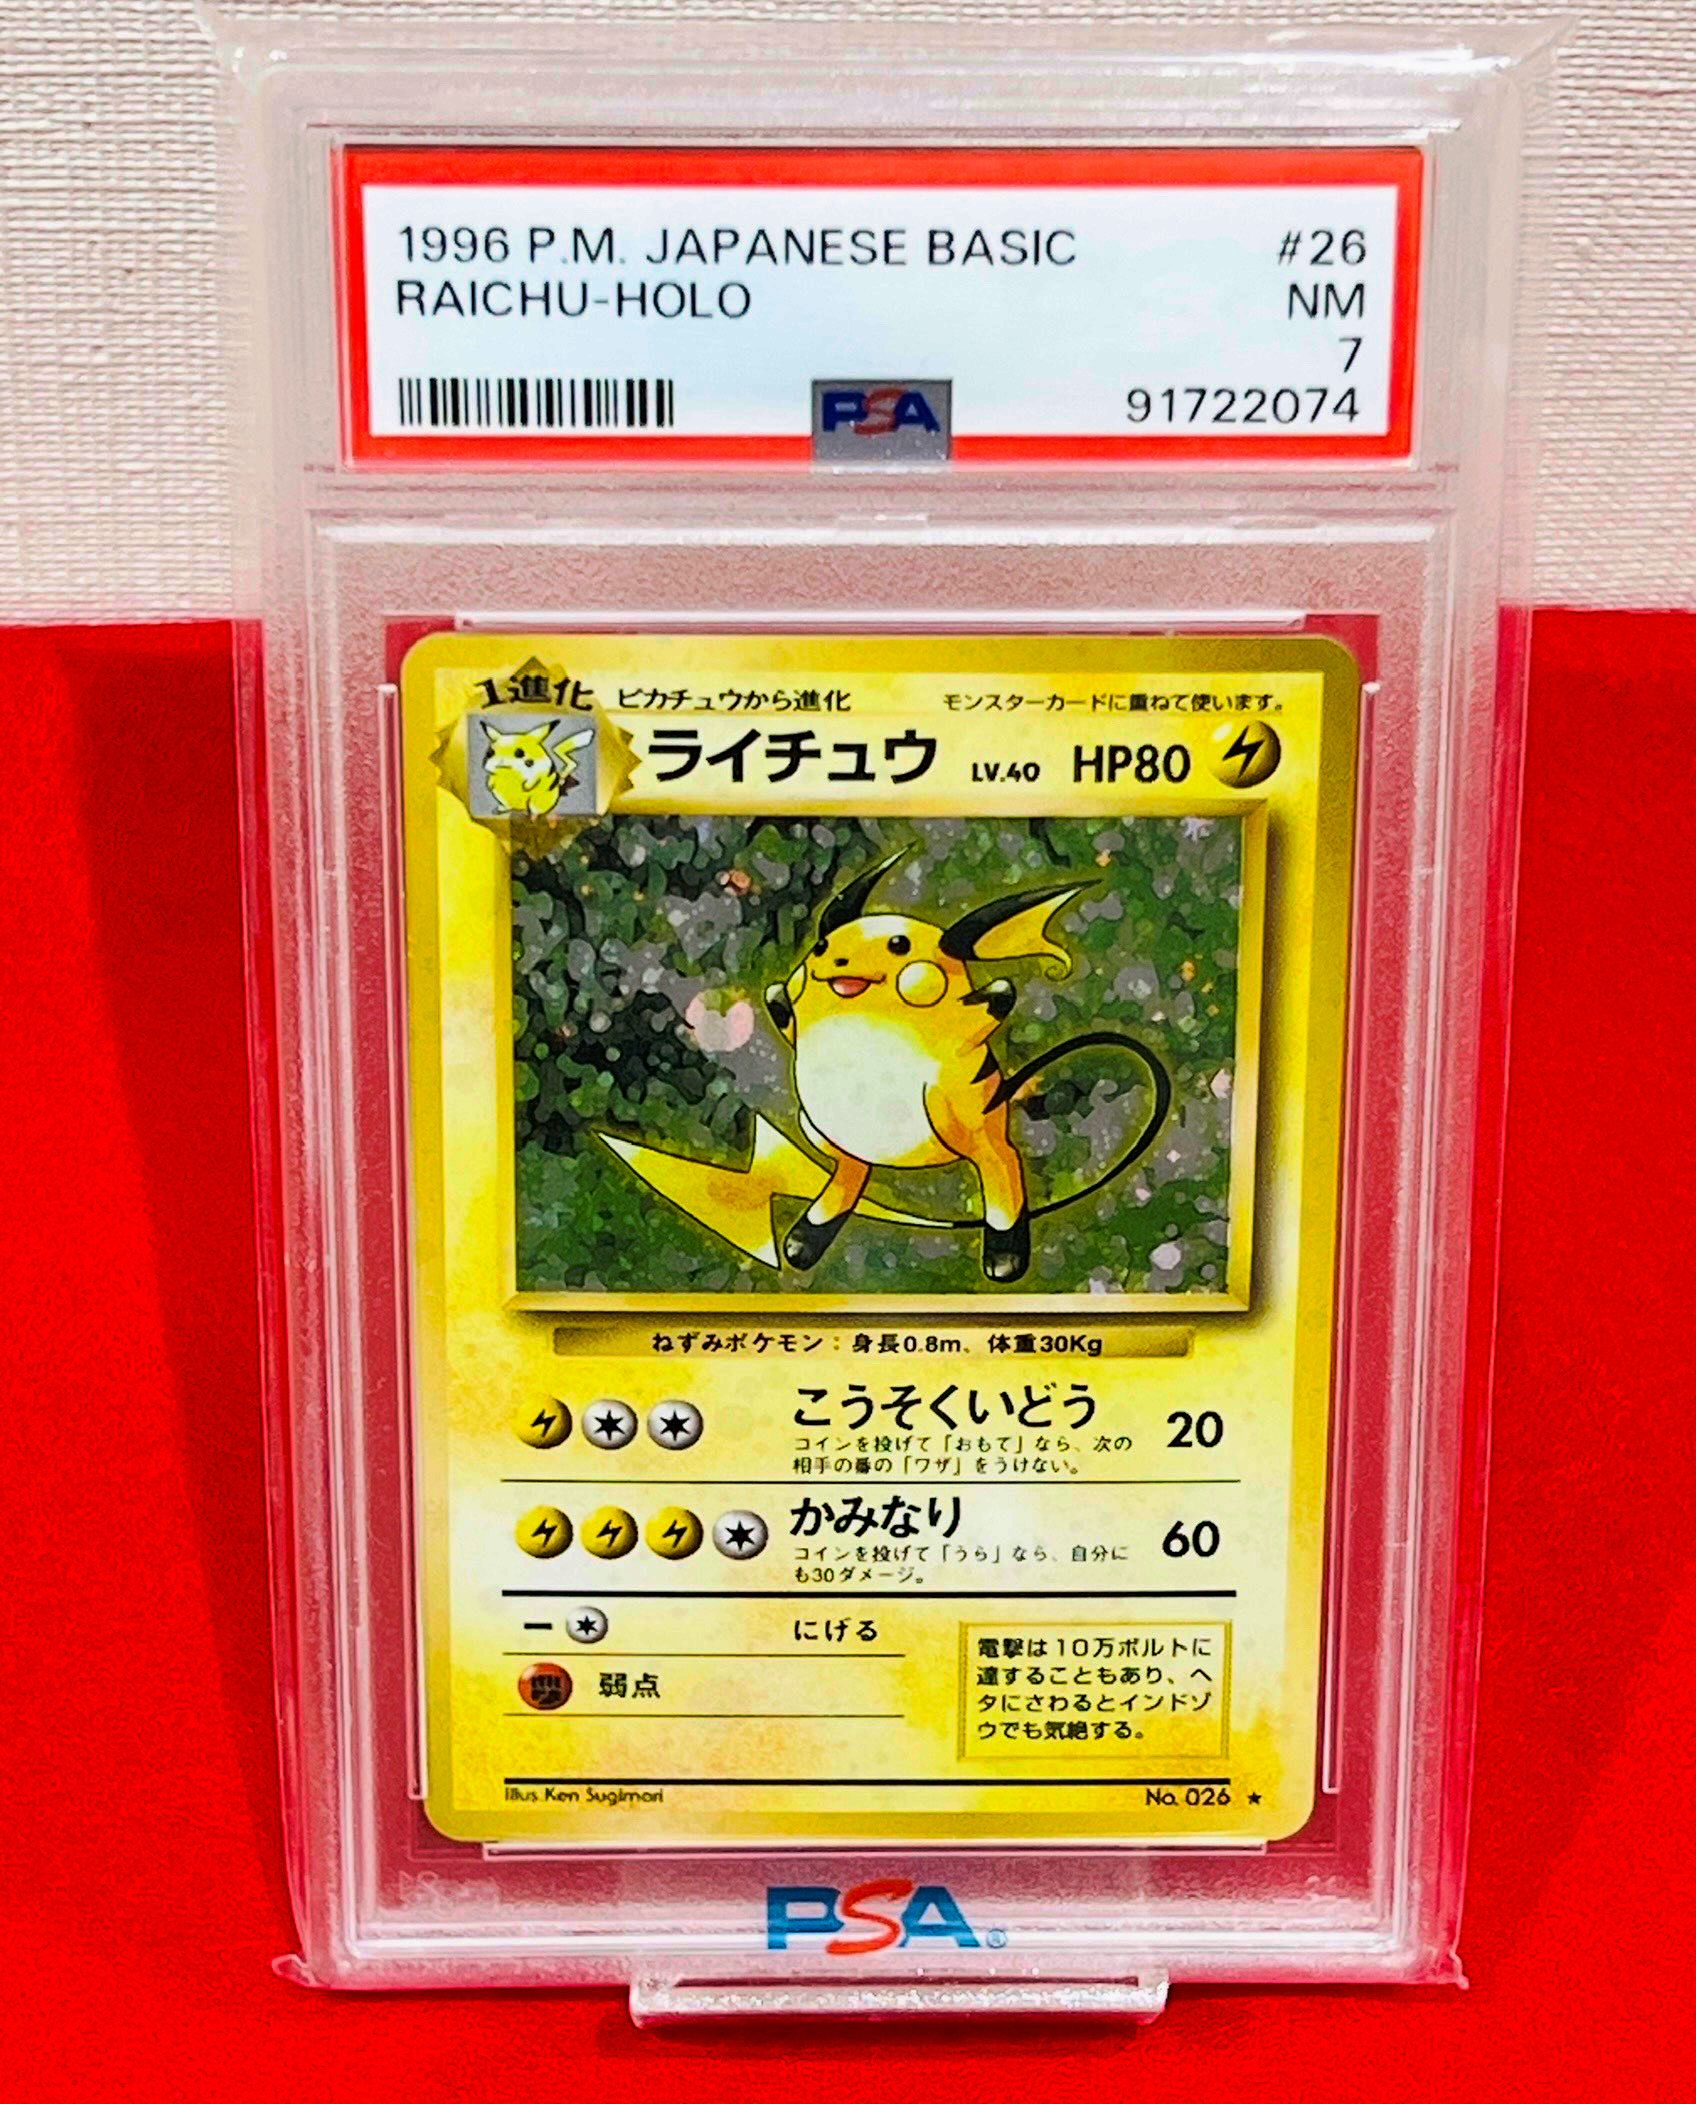 1996 P.M. JAPANESE BASIC #26
RAICHU-HOLO NM
7
PSA 91722074
1進化 ピカチュウから進化 モンスターカードに重ねて使います。
ライチュウ LV.40 HP80
ねずみポケモン：身長0.8m、体重30Kg
こうそくいどう 20
コインを投げて「おもて」なら、次の
相手の番の「ワザ」をうけない。
かみなり 60
コインを投げて「うら」なら、自分に
も30ダメージ。
にげる
弱点
電撃は10万ボルトに
達することもあり、ヘ
タにさわるとインドゾ
ウでも気絶する。
Illus. Ken Sugimori No. 026 ★
PSA®